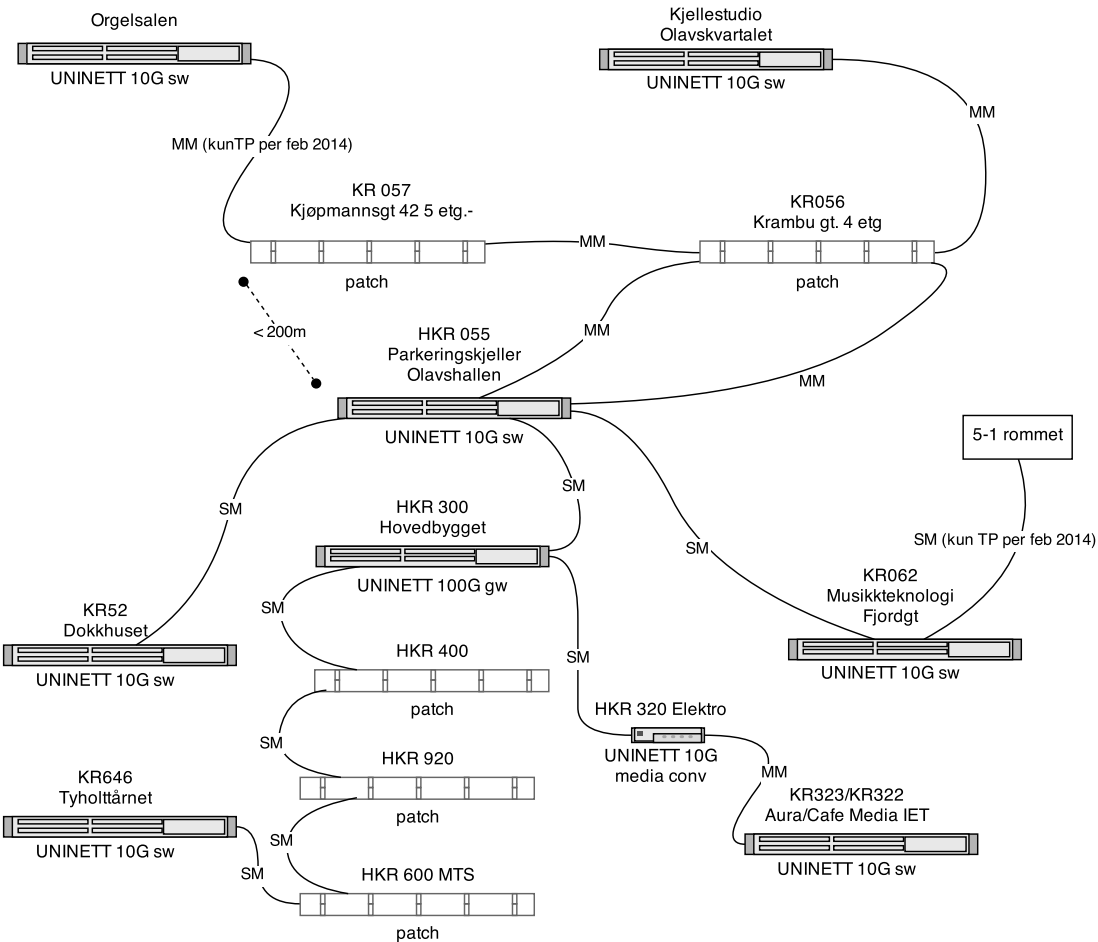 Orgelsalen
UNINETT 10G sw
Kjellestudio
Olavskvartalet
UNINETT 10G sw
MM
MM (kunTP per feb 2014)
KR 057
Kjøpmannsgt 42 5 etg.-
patch
MM
KR056
Krambu gt. 4 etg
patch
< 200m
MM
MM
HKR 055
Parkeringskjeller
Olavshallen
UNINETT 10G sw
5-1 rommet
SM
SM
SM
SM (kun TP per feb 2014)
HKR 300
Hovedbygget
UNINETT 100G gw
KR062
Musikkteknologi
Fjordgt
UNINETT 10G sw
KR52
Dokkhuset
UNINETT 10G sw
SM
HKR 400
patch
SM
HKR 320 Elektro
UNINETT 10G
media conv
SM
HKR 920
patch
MM
KR323/KR322
Aura/Cafe Media IET
UNINETT 10G sw
KR646
Tyholttårnet
UNINETT 10G sw
SM
SM
HKR 600 MTS
patch